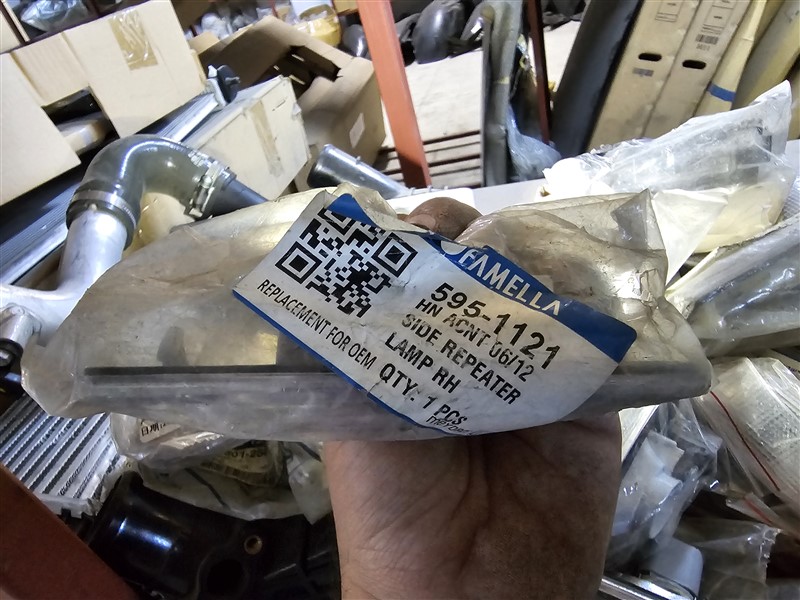 FAMELLA
595-1121
HN ACNT 06/12
SIDE REPEATER
LAMP RH
QTY: 1 PCS
REPLACEMENT FOR OEM